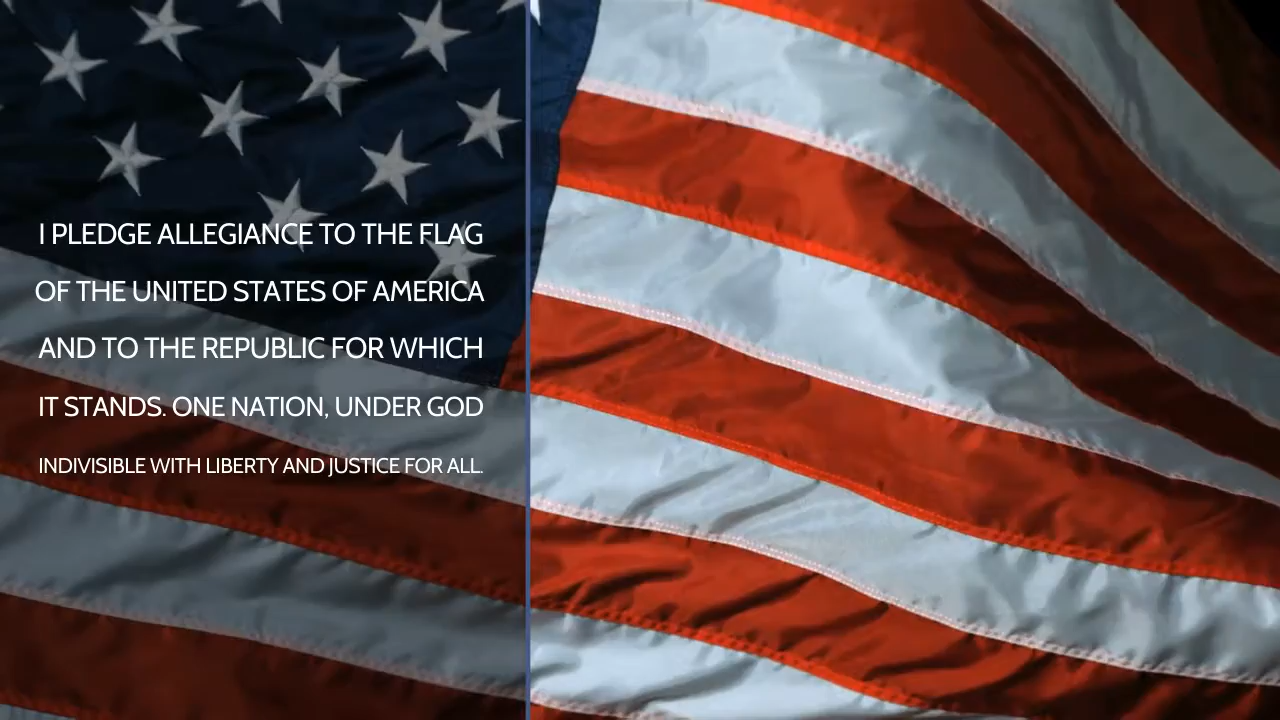 I PLEDGE ALLEGIANCE TO THE FLAG
OF THE UNITED STATES OF AMERICA
AND TO THE REPUBLIC FOR WHICH
IT STANDS. ONE NATION, UNDER GOD
INDIVISIBLE WITH LIBERTY AND JUSTICE FOR ALL.